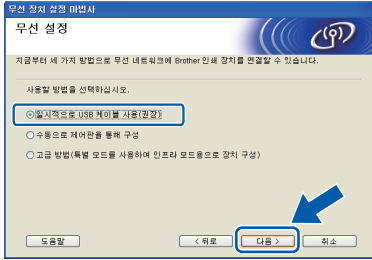 무선 장치 설정 마법사
무선 설정
지금부터 세 가지 방법으로 무선 네트워크에 Brother 인쇄 장치를 연결할 수 있습니다.
사용할 방법을 선택하십시오.
일시적으로 USB 케이블 사용(권장)
수동으로 제어판을 통해 구성
고급 방법(특별 모드를 사용하여 인프라 모드용으로 장치 구성)
도움말
< 뒤로
다음 >
취소